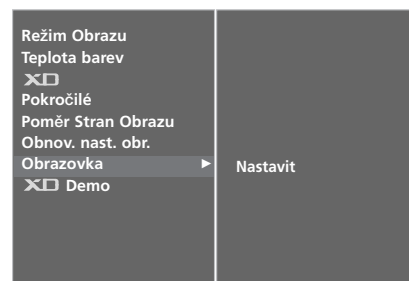 Režim Obrazu
Teplota barev
XD
Pokročilé
Poměr Stran Obrazu
Obnov. nast. obr.
Obrazovka
Nastavit
XD Demo